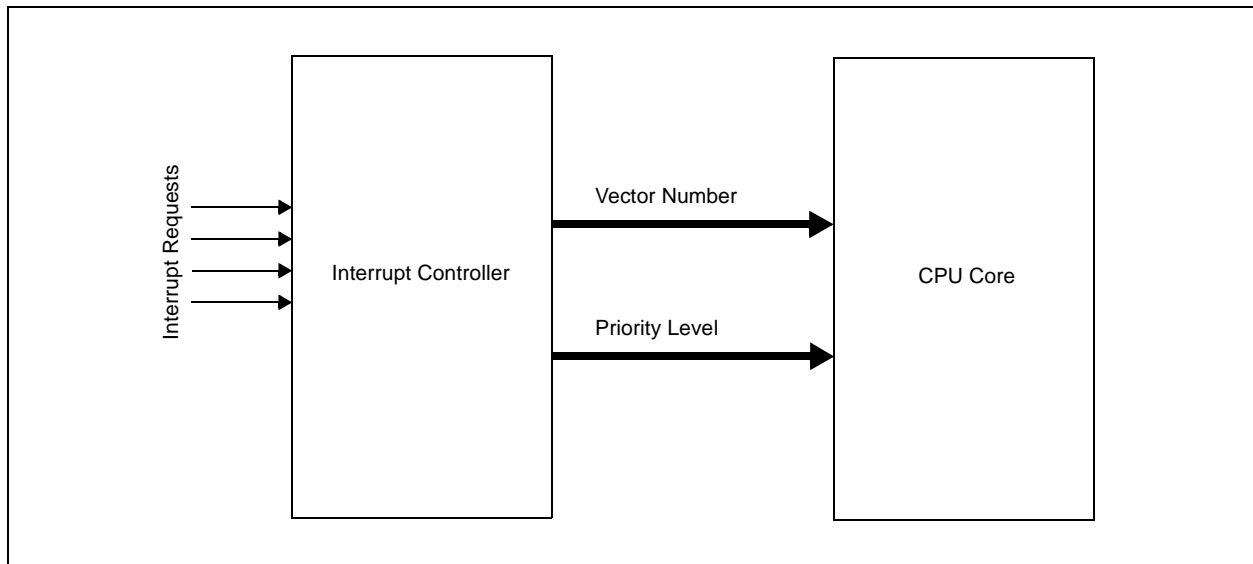 Interrupt Requests
Interrupt Controller
Vector Number
Priority Level
CPU Core